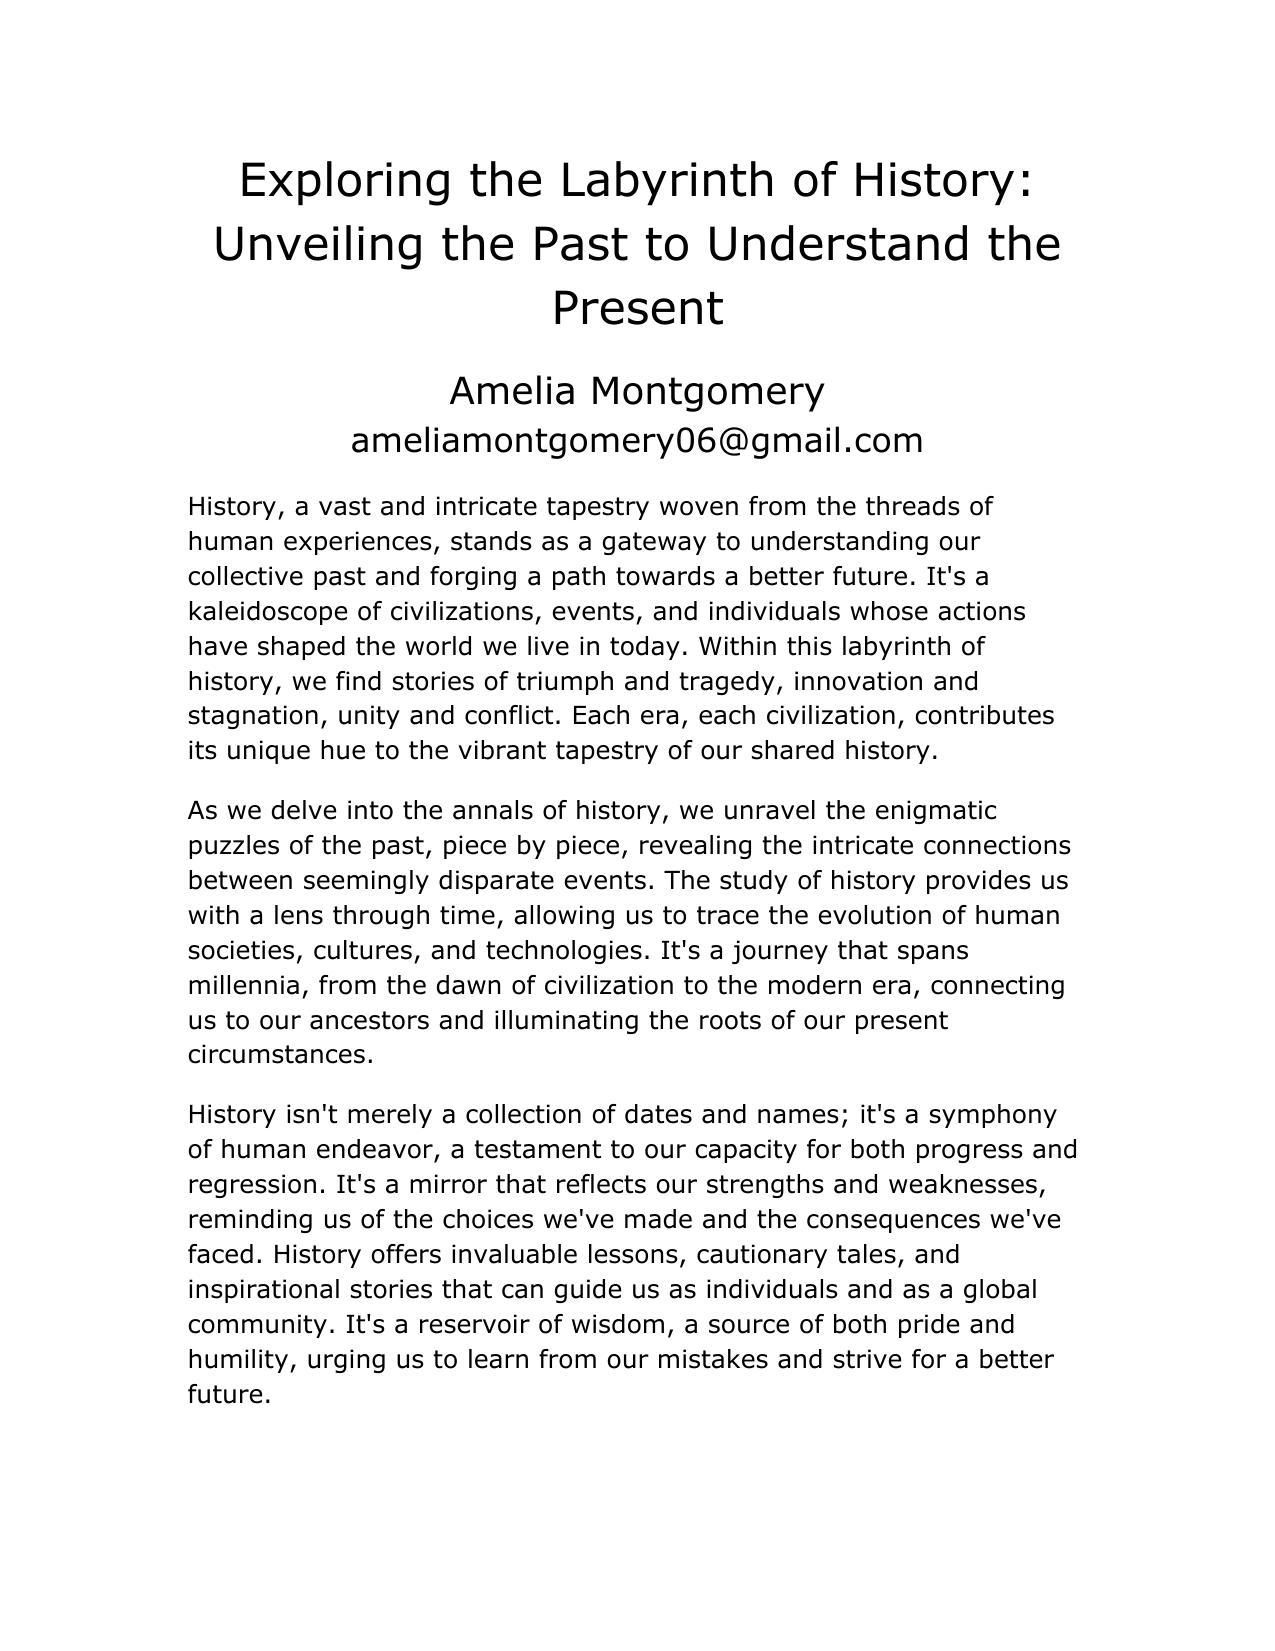 Exploring the Labyrinth of History:
Unveiling the Past to Understand the
Present
Amelia Montgomery
ameliamontgomery06@gmail.com
History, a vast and intricate tapestry woven from the threads of
human experiences, stands as a gateway to understanding our
collective past and forging a path towards a better future. It's a
kaleidoscope of civilizations, events, and individuals whose actions
have shaped the world we live in today. Within this labyrinth of
history, we find stories of triumph and tragedy, innovation and
stagnation, unity and conflict. Each era, each civilization, contributes
its unique hue to the vibrant tapestry of our shared history.
As we delve into the annals of history, we unravel the enigmatic
puzzles of the past, piece by piece, revealing the intricate connections
between seemingly disparate events. The study of history provides us
with a lens through time, allowing us to trace the evolution of human
societies, cultures, and technologies. It's a journey that spans
millennia, from the dawn of civilization to the modern era, connecting
us to our ancestors and illuminating the roots of our present
circumstances.
History isn't merely a collection of dates and names; it's a symphony
of human endeavor, a testament to our capacity for both progress and
regression. It's a mirror that reflects our strengths and weaknesses,
reminding us of the choices we've made and the consequences we've
faced. History offers invaluable lessons, cautionary tales, and
inspirational stories that can guide us as individuals and as a global
community. It's a reservoir of wisdom, a source of both pride and
humility, urging us to learn from our mistakes and strive for a better
future.